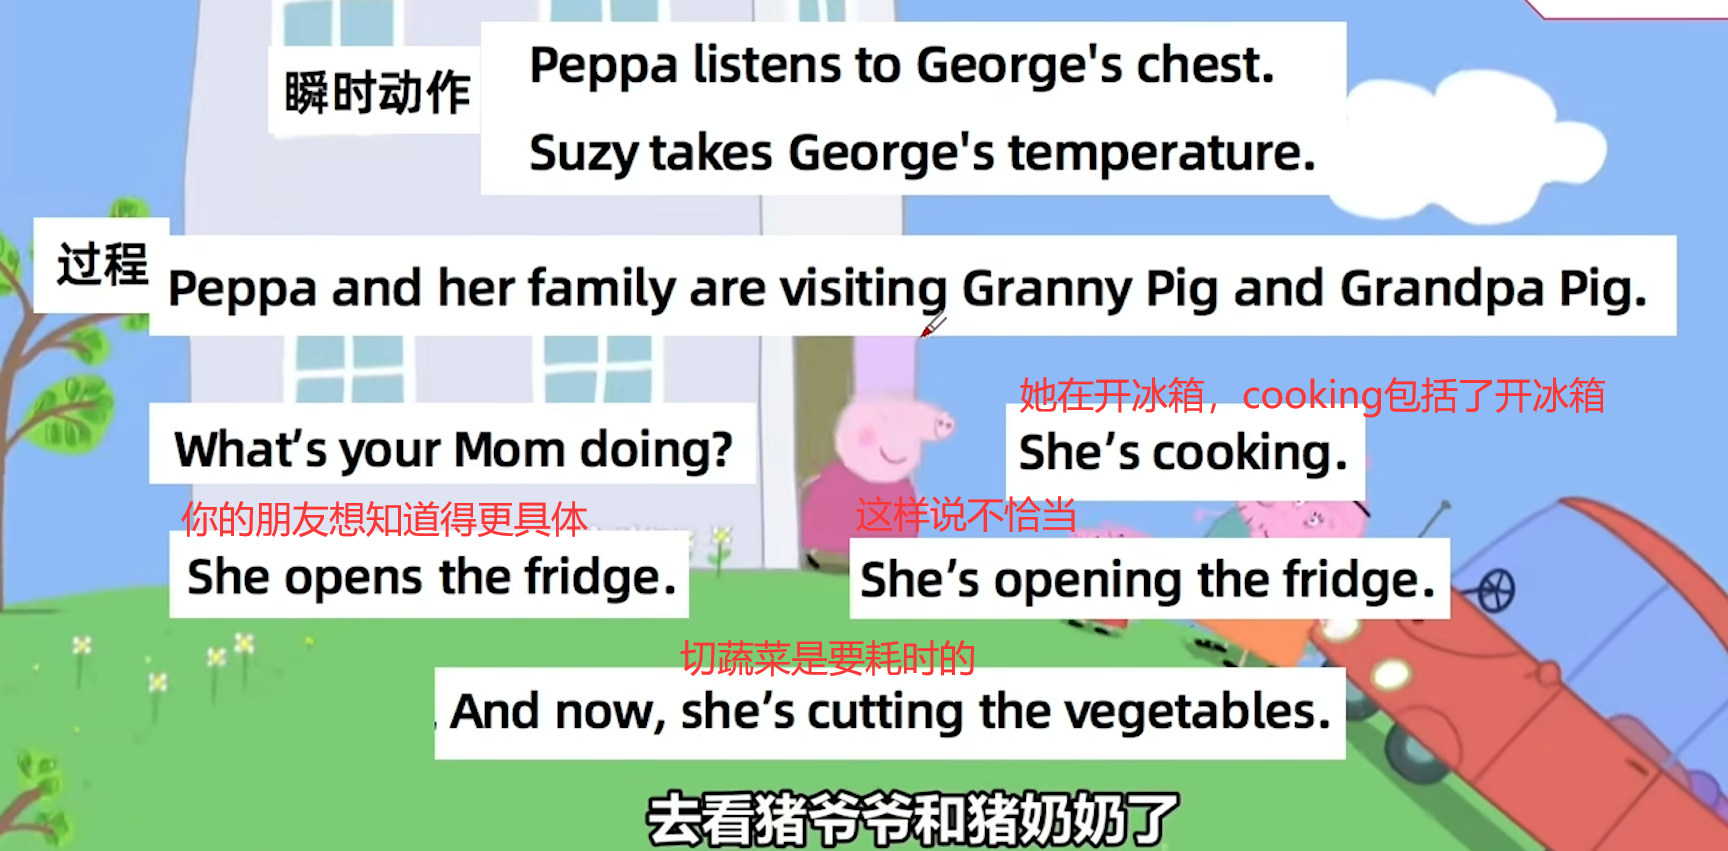 Peppa listens to George's chest.
瞬时动作
Suzy takes George's temperature.
过程
Peppa and her family are visiting Granny Pig and Grandpa Pig.
她在开冰箱，cooking包括了开冰箱
What's your Mom doing?
She's cooking.
你的朋友想知道得更具体
这样说不恰当
She opens the fridge.
She's opening the fridge.
切蔬菜是要耗时的
And now, she's cutting the vegetables.
去看猪爷爷和猪奶奶了